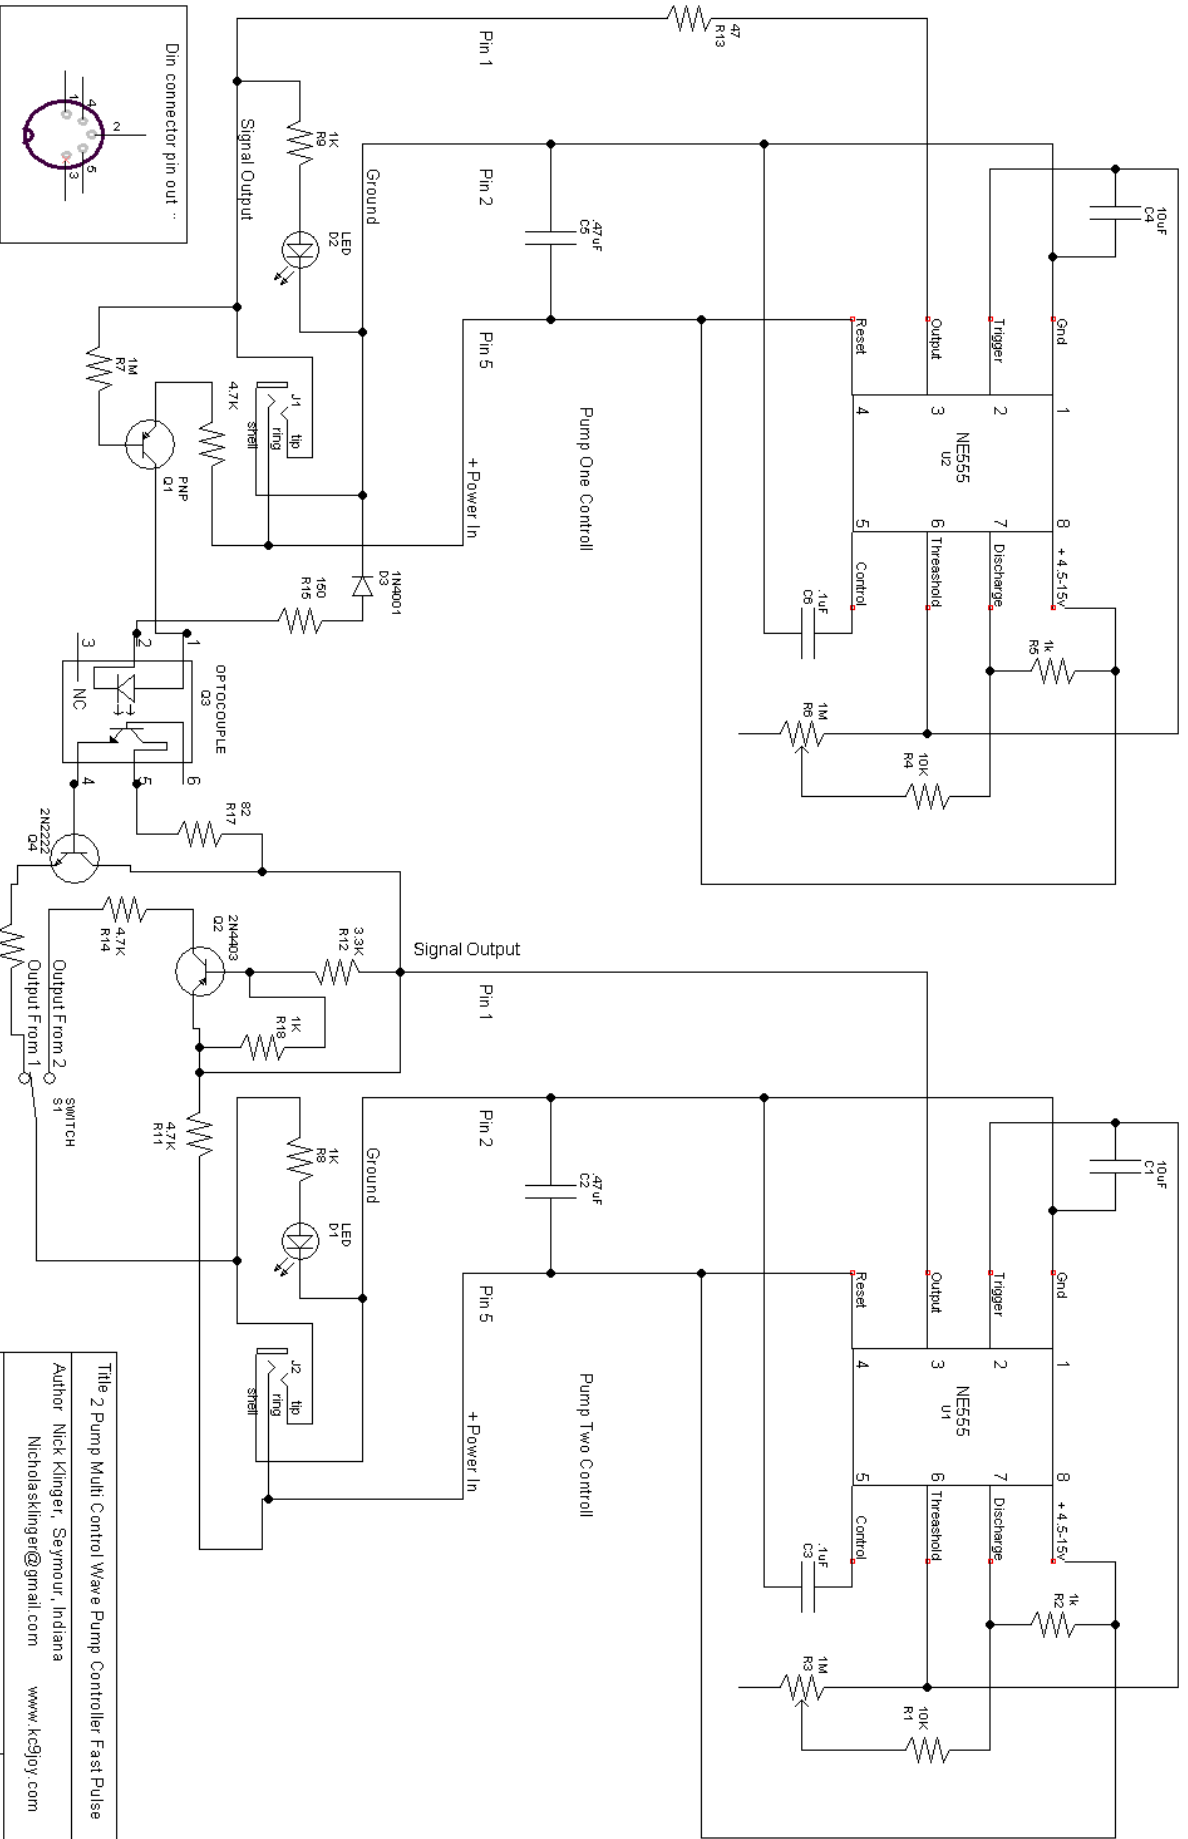 Din connector pin out ..
1
4
2
5
3
Pump One Controll
10uF
C4
Gnd
Trigger
Output
Reset
1
2
3
4
NE555
U2
8
7
6
5
+ 4.5-15v
Discharge
Threashold
Control
1k
R5
.1uF
C6
1M
R6
10K
R4
.47uF
C5
47
R13
Pin 1
Pin 2
Pin 5
Signal Output
Ground
+ Power In
1K
R9
LED
D2
J1
tip
ring
shell
4.7K
1M
R7
PNP
Q1
1N4001
D3
150
R15
OPTOCOUPLE
Q3
1
2
3
NC
6
5
4
82
R17
2N2222
Q4
4.7K
R14
2N4403
Q2
3.3K
R12
1K
R18
4.7K
R11
Output From 2
Output From 1
SWITCH
S1
Signal Output
Pump Two Controll
10uF
C1
Gnd
Trigger
Output
Reset
1
2
3
4
NE555
U1
8
7
6
5
+ 4.5-15v
Discharge
Threashold
Control
1k
R2
.1uF
C3
1M
R3
10K
R1
.47uF
C2
Pin 1
Pin 2
Pin 5
Ground
+ Power In
1K
R8
LED
D1
J2
tip
ring
shell
Title 2 Pump Multi Control Wave Pump Controller Fast Pulse
Author Nick Klinger, Seymour, Indiana
Nicholasklinger@gmail.com www.kc9joy.com